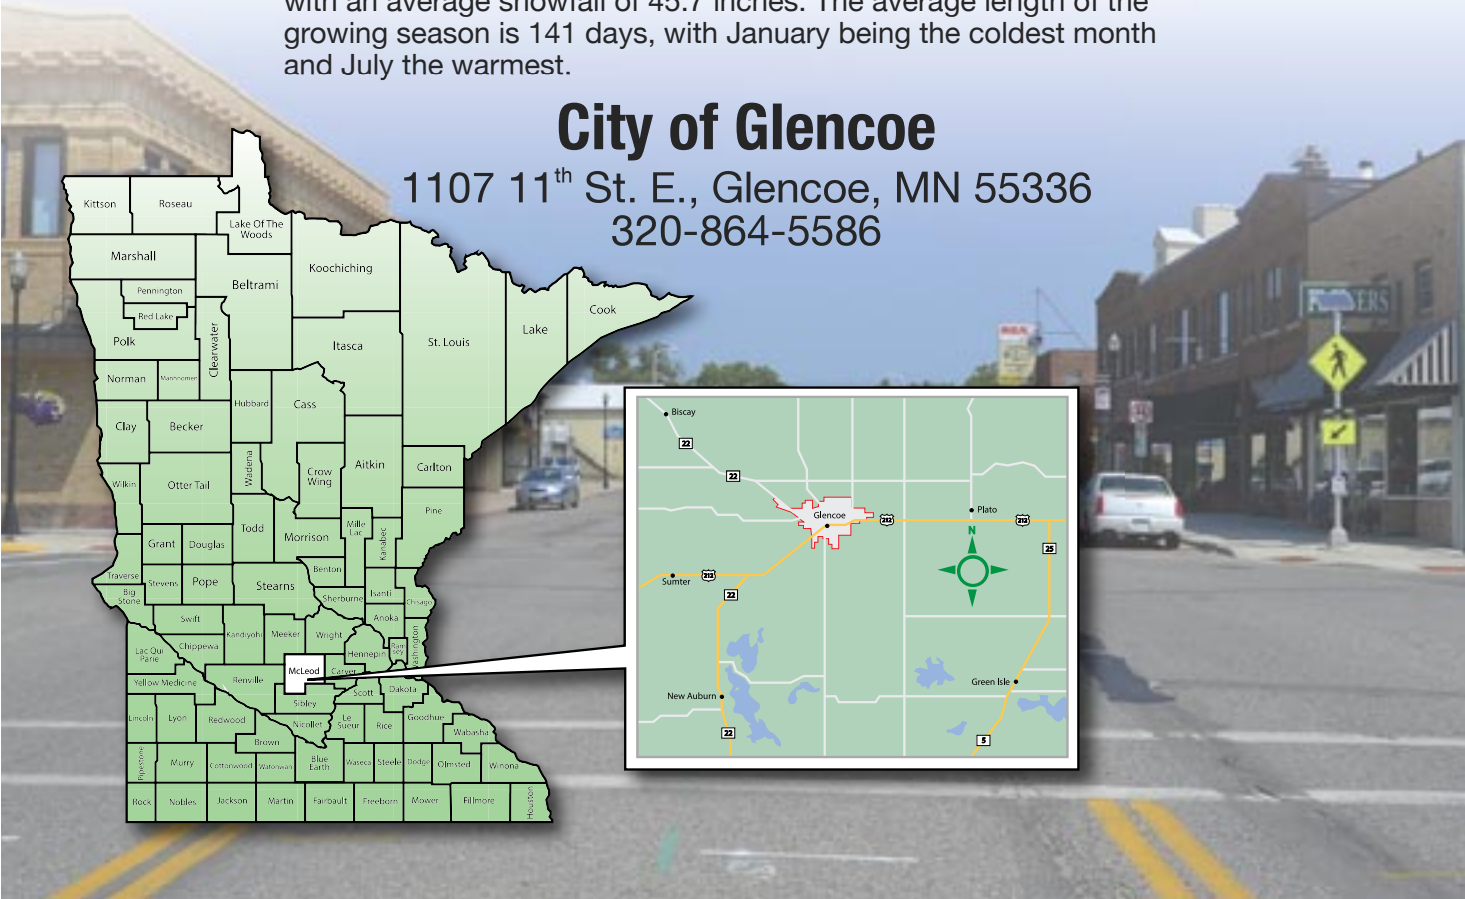 with an average snowfall of 45.7 inches. The average length of the
growing season is 141 days, with January being the coldest month
and July the warmest.
City of Glencoe
1107 11th St. E., Glencoe, MN 55336
320-864-5586
Kittson
Roseau
Lake Of The
Woods
Marshall
Koochiching
Pennington
Beltrami
Red Lake
Cook
Polk
Clearwater
Itasca
St. Louis
Lake
Norman
Mahnomen
Hubbard
Cass
Clay
Becker
Wadena
Crow
Wing
Aitkin
Carlton
Wilkin
Otter Tail
Pine
Todd
Morrison
Mille
Lac
Kanabec
Grant
Douglas
Benton
Traverse
Stevens
Pope
Stearns
Big
Stone
Sherburne
Isanti
Chisago
Swift
Anoka
Kandiyohi
Meeker
Wright
Washington
Lac Qui
Parie
Chippewa
Hennepin
Ram
sey
McLeod
Carver
Yellow Medicine
Renville
Scott
Dakota
Sibley
Lincoln
Lyon
Redwood
Nicollet
Le
Sueur
Rice
Goodhue
Wabasha
Brown
Pipestone
Murry
Cottonwood
Watonwan
Blue
Earth
Waseca
Steele
Dodge
Olmsted
Winona
Rock
Nobles
Jackson
Martin
Fairbault
Freeborn
Mower
Fillmore
Houston
Biscay
22
22
Glencoe
212
Plato
212
N
25
Sumter
212
22
New Auburn
Green Isle
22
5
RCA
ERS